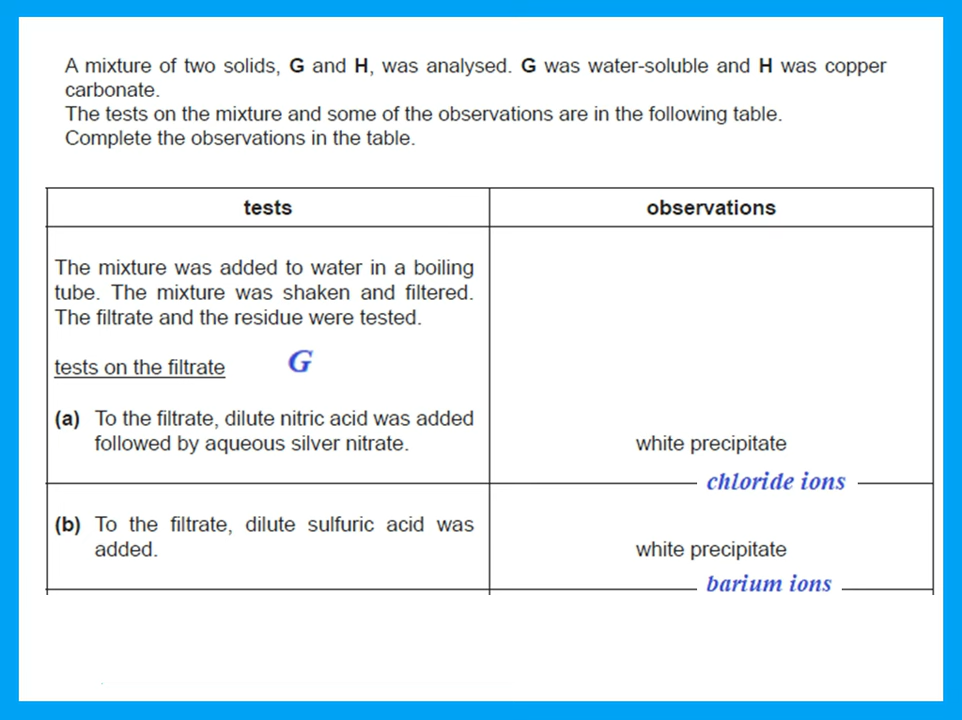 A mixture of two solids, G and H, was analysed. G was water-soluble and H was copper
carbonate.
The tests on the mixture and some of the observations are in the following table.
Complete the observations in the table.
tests
observations
The mixture was added to water in a boiling
tube. The mixture was shaken and filtered.
The filtrate and the residue were tested.
tests on the filtrate G
(a) To the filtrate, dilute nitric acid was added
followed by aqueous silver nitrate.
white precipitate
chloride ions
(b) To the filtrate, dilute sulfuric acid was
added.
white precipitate
barium ions